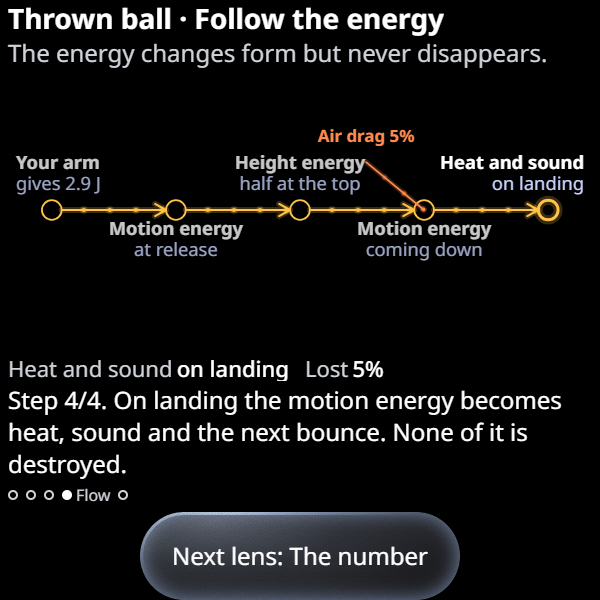 Thrown ball · Follow the energy
The energy changes form but never disappears.
Air drag 5%
Your arm
gives 2.9 J
Height energy
half at the top
Heat and sound
on landing
Motion energy
at release
Motion energy
coming down
Heat and sound on landing Lost 5%
Step 4/4. On landing the motion energy becomes
heat, sound and the next bounce. None of it is
destroyed.
Flow
Next lens: The number